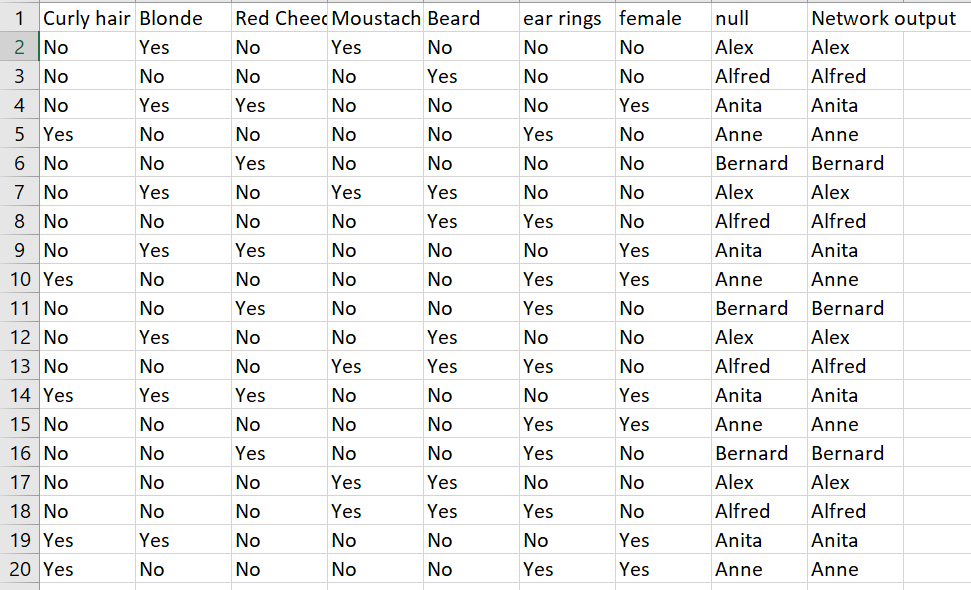 1 Curly hair Blonde Red Cheec Moustach Beard ear rings female null Network output
2 No Yes No Yes No No No Alex Alex
3 No No No No Yes No No Alfred Alfred
4 No Yes Yes No No No Yes Anita Anita
5 Yes No No No No Yes No Anne Anne
6 No No Yes No No No No Bernard Bernard
7 No Yes No Yes Yes No No Alex Alex
8 No No No No Yes Yes No Alfred Alfred
9 No Yes Yes No No No Yes Anita Anita
10 Yes No No No No Yes Yes Anne Anne
11 No No Yes No No Yes No Bernard Bernard
12 No Yes No No Yes No No Alex Alex
13 No No No Yes Yes Yes No Alfred Alfred
14 Yes Yes Yes No No No Yes Anita Anita
15 No No No No No Yes Yes Anne Anne
16 No No Yes No No Yes No Bernard Bernard
17 No No No Yes Yes No No Alex Alex
18 No No No Yes Yes Yes No Alfred Alfred
19 Yes Yes No No No No Yes Anita Anita
20 Yes No No No No Yes Yes Anne Anne